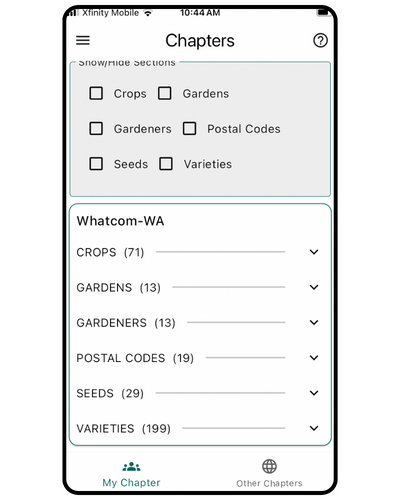 Xfinity Mobile 10:44 AM
Chapters
Show/Hide Sections
Crops Gardens
Gardeners Postal Codes
Seeds Varieties
Whatcom-WA
CROPS (71)
GARDENS (13)
GARDENERS (13)
POSTAL CODES (19)
SEEDS (29)
VARIETIES (199)
My Chapter Other Chapters